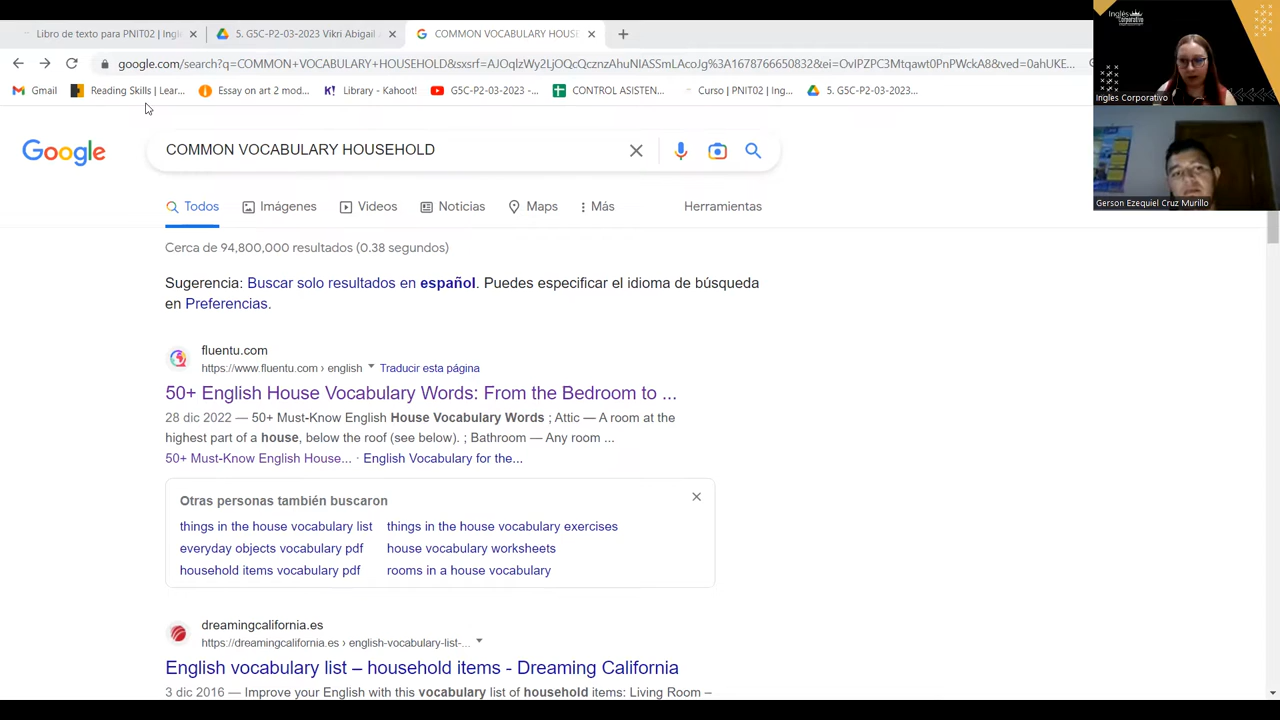 Libro de texto para PNIT02 | Ingl
5. G5C-P2-03-2023 Vikri Abigail
COMMON VOCABULARY HOUSE
google.com/search?q=COMMON+VOCABULARY+HOUSEHOLD&sxsrf=AJOqlzWy2LjOQcQcznzAhuNIASSmLAcoJg%3A1678766650832&ei=OvIPZPC3Mtqawt0PnPWckA8&ved=0ahUKE...
Gmail
Reading Skills | Lear...
Essay on art 2 mod...
Library - Kahoot!
G5C-P2-03-2023 -...
CONTROL ASISTEN...
Curso | PNIT02 | Ing...
5. G5C-P2-03-2023...
Google
COMMON VOCABULARY HOUSEHOLD
Todos
Imágenes
Videos
Noticias
Maps
Más
Herramientas
Cerca de 94,800,000 resultados (0.38 segundos)
Sugerencia: Buscar solo resultados en español. Puedes especificar el idioma de búsqueda
en Preferencias.
fluentu.com
https://www.fluentu.com › english
Traducir esta página
50+ English House Vocabulary Words: From the Bedroom to ...
28 dic 2022 — 50+ Must-Know English House Vocabulary Words ; Attic — A room at the
highest part of a house, below the roof (see below). ; Bathroom — Any room ...
50+ Must-Know English House... · English Vocabulary for the...
Otras personas también buscaron
things in the house vocabulary list
things in the house vocabulary exercises
everyday objects vocabulary pdf
house vocabulary worksheets
household items vocabulary pdf
rooms in a house vocabulary
dreamingcalifornia.es
https://dreamingcalifornia.es › english-vocabulary-list-...
English vocabulary list – household items - Dreaming California
3 dic 2016 — Improve your English with this vocabulary list of household items: Living Room –
Inglés
Corporativo
Ingles Corporativo
Gerson Ezequiel Cruz Murillo